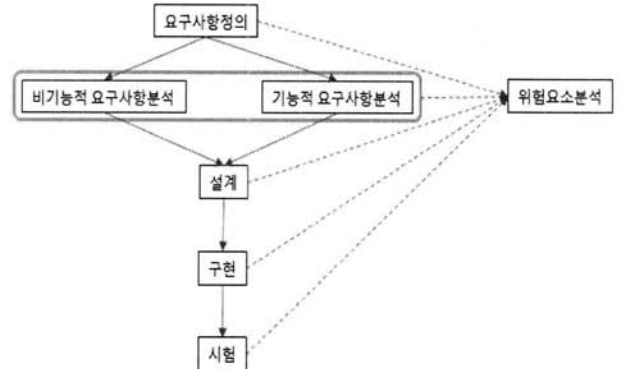 요구사항정의
비기능적 요구사항분석
기능적 요구사항분석
위험요소분석
설계
구현
시험